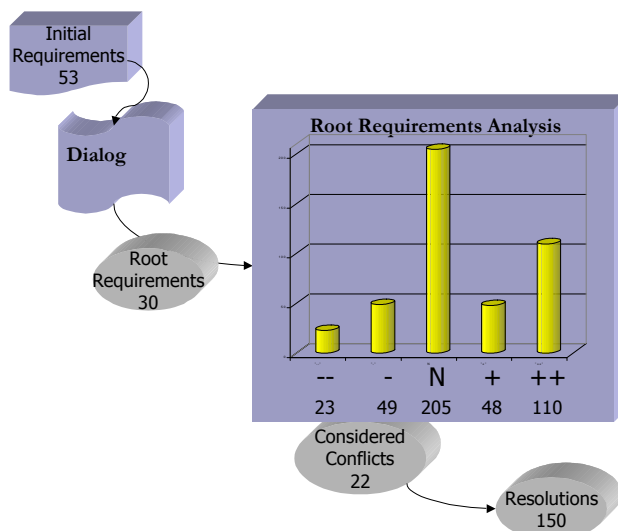 Initial
Requirements
53
Dialog
Root
Requirements
30
Root Requirements Analysis
-- - N + ++
23 49 205 48 110
Considered
Conflicts
22
Resolutions
150